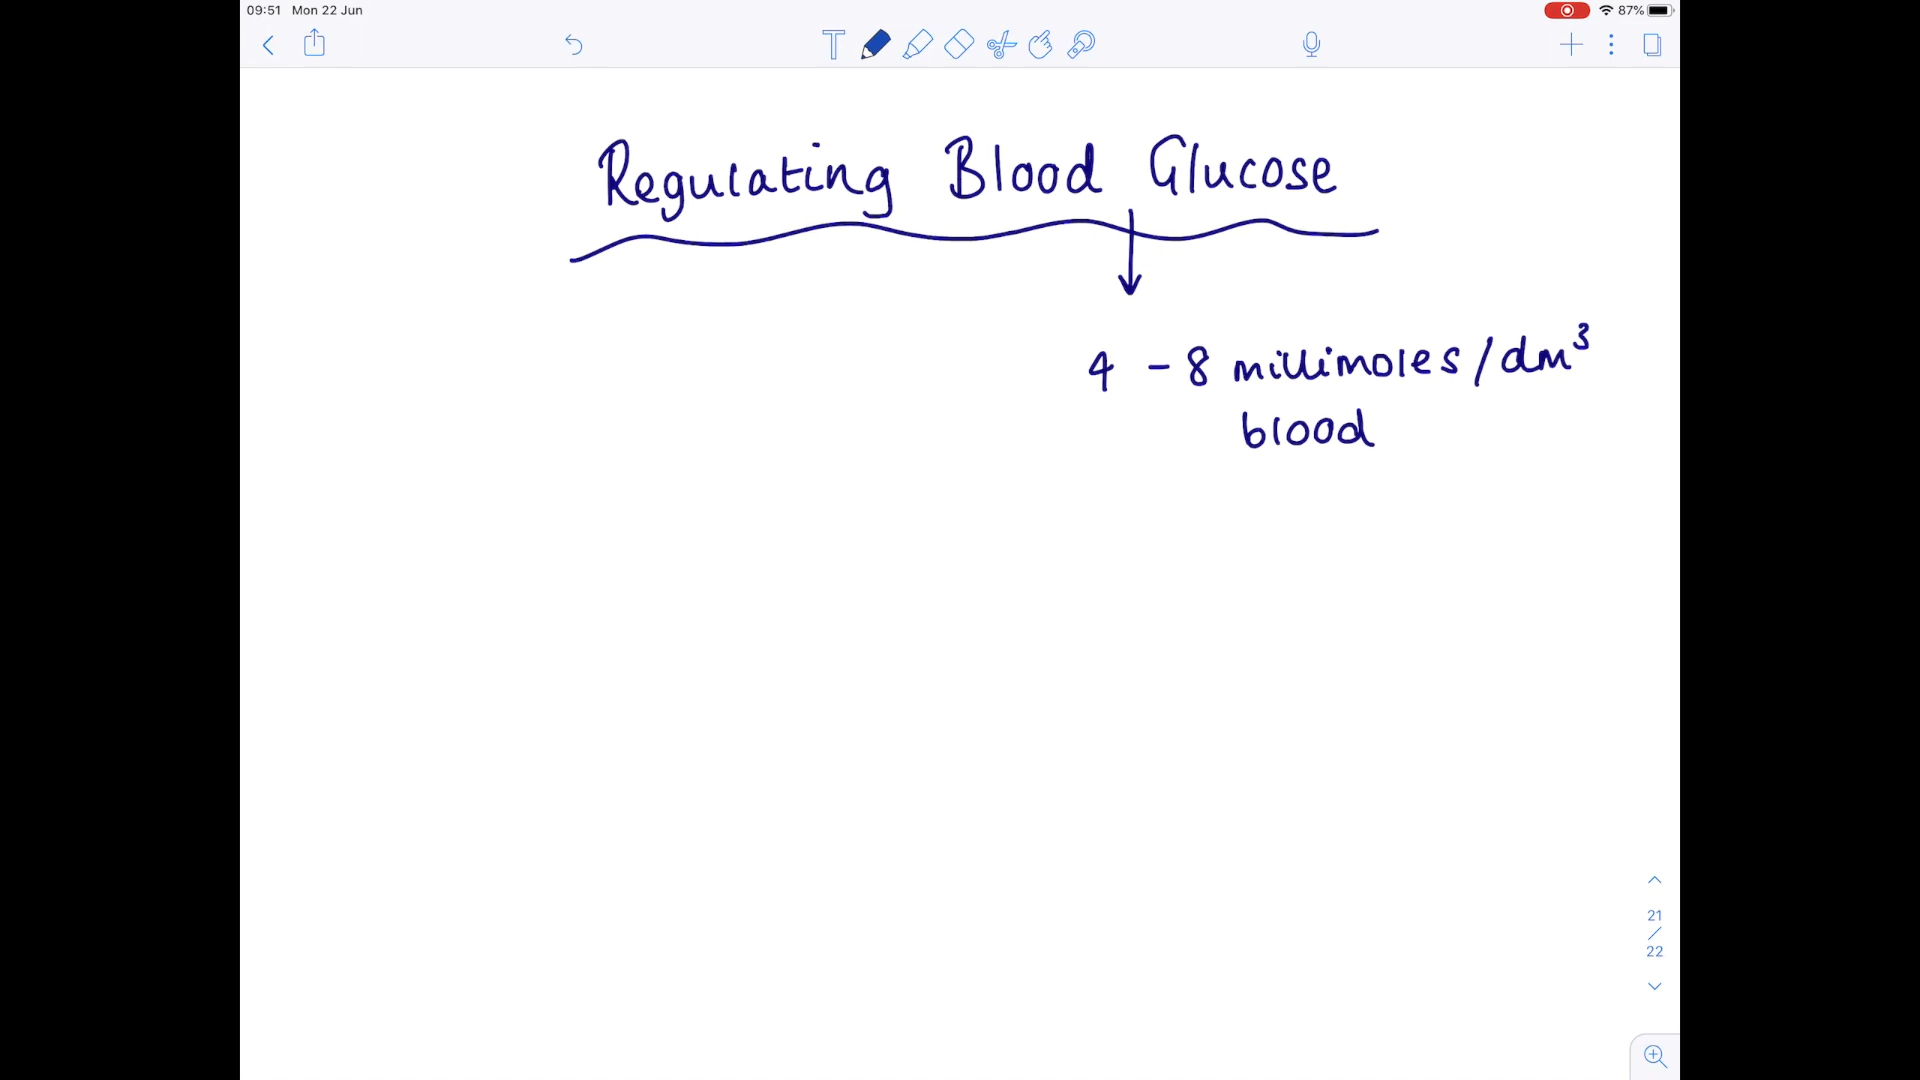 09:51 Mon 22 Jun
87%
Regulating Blood Glucose
4 - 8 millimoles/dm³
blood
21
/
22